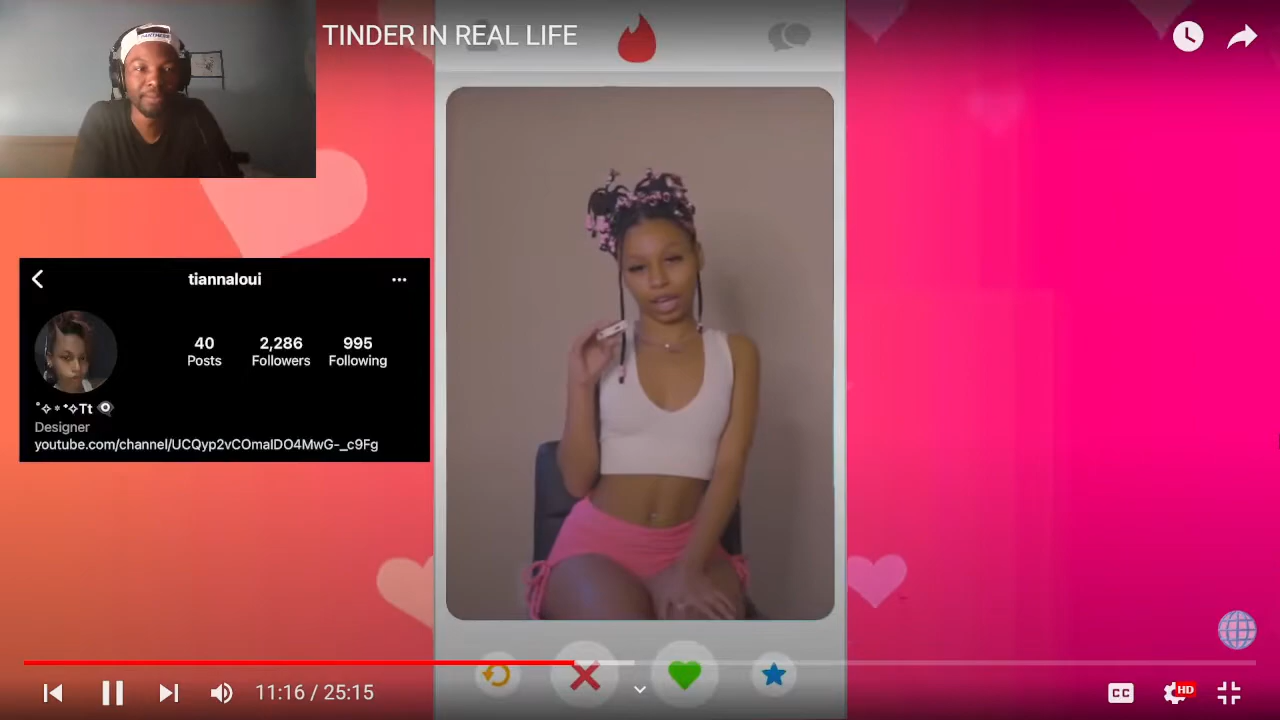 TINDER IN REAL LIFE
tiannaloui
40 2,286 995
Posts Followers Following
Tt
Designer
youtube.com/channel/UCQyp2vCOmalDO4MwG-_c9Fg
11:16 / 25:15
CC
HD